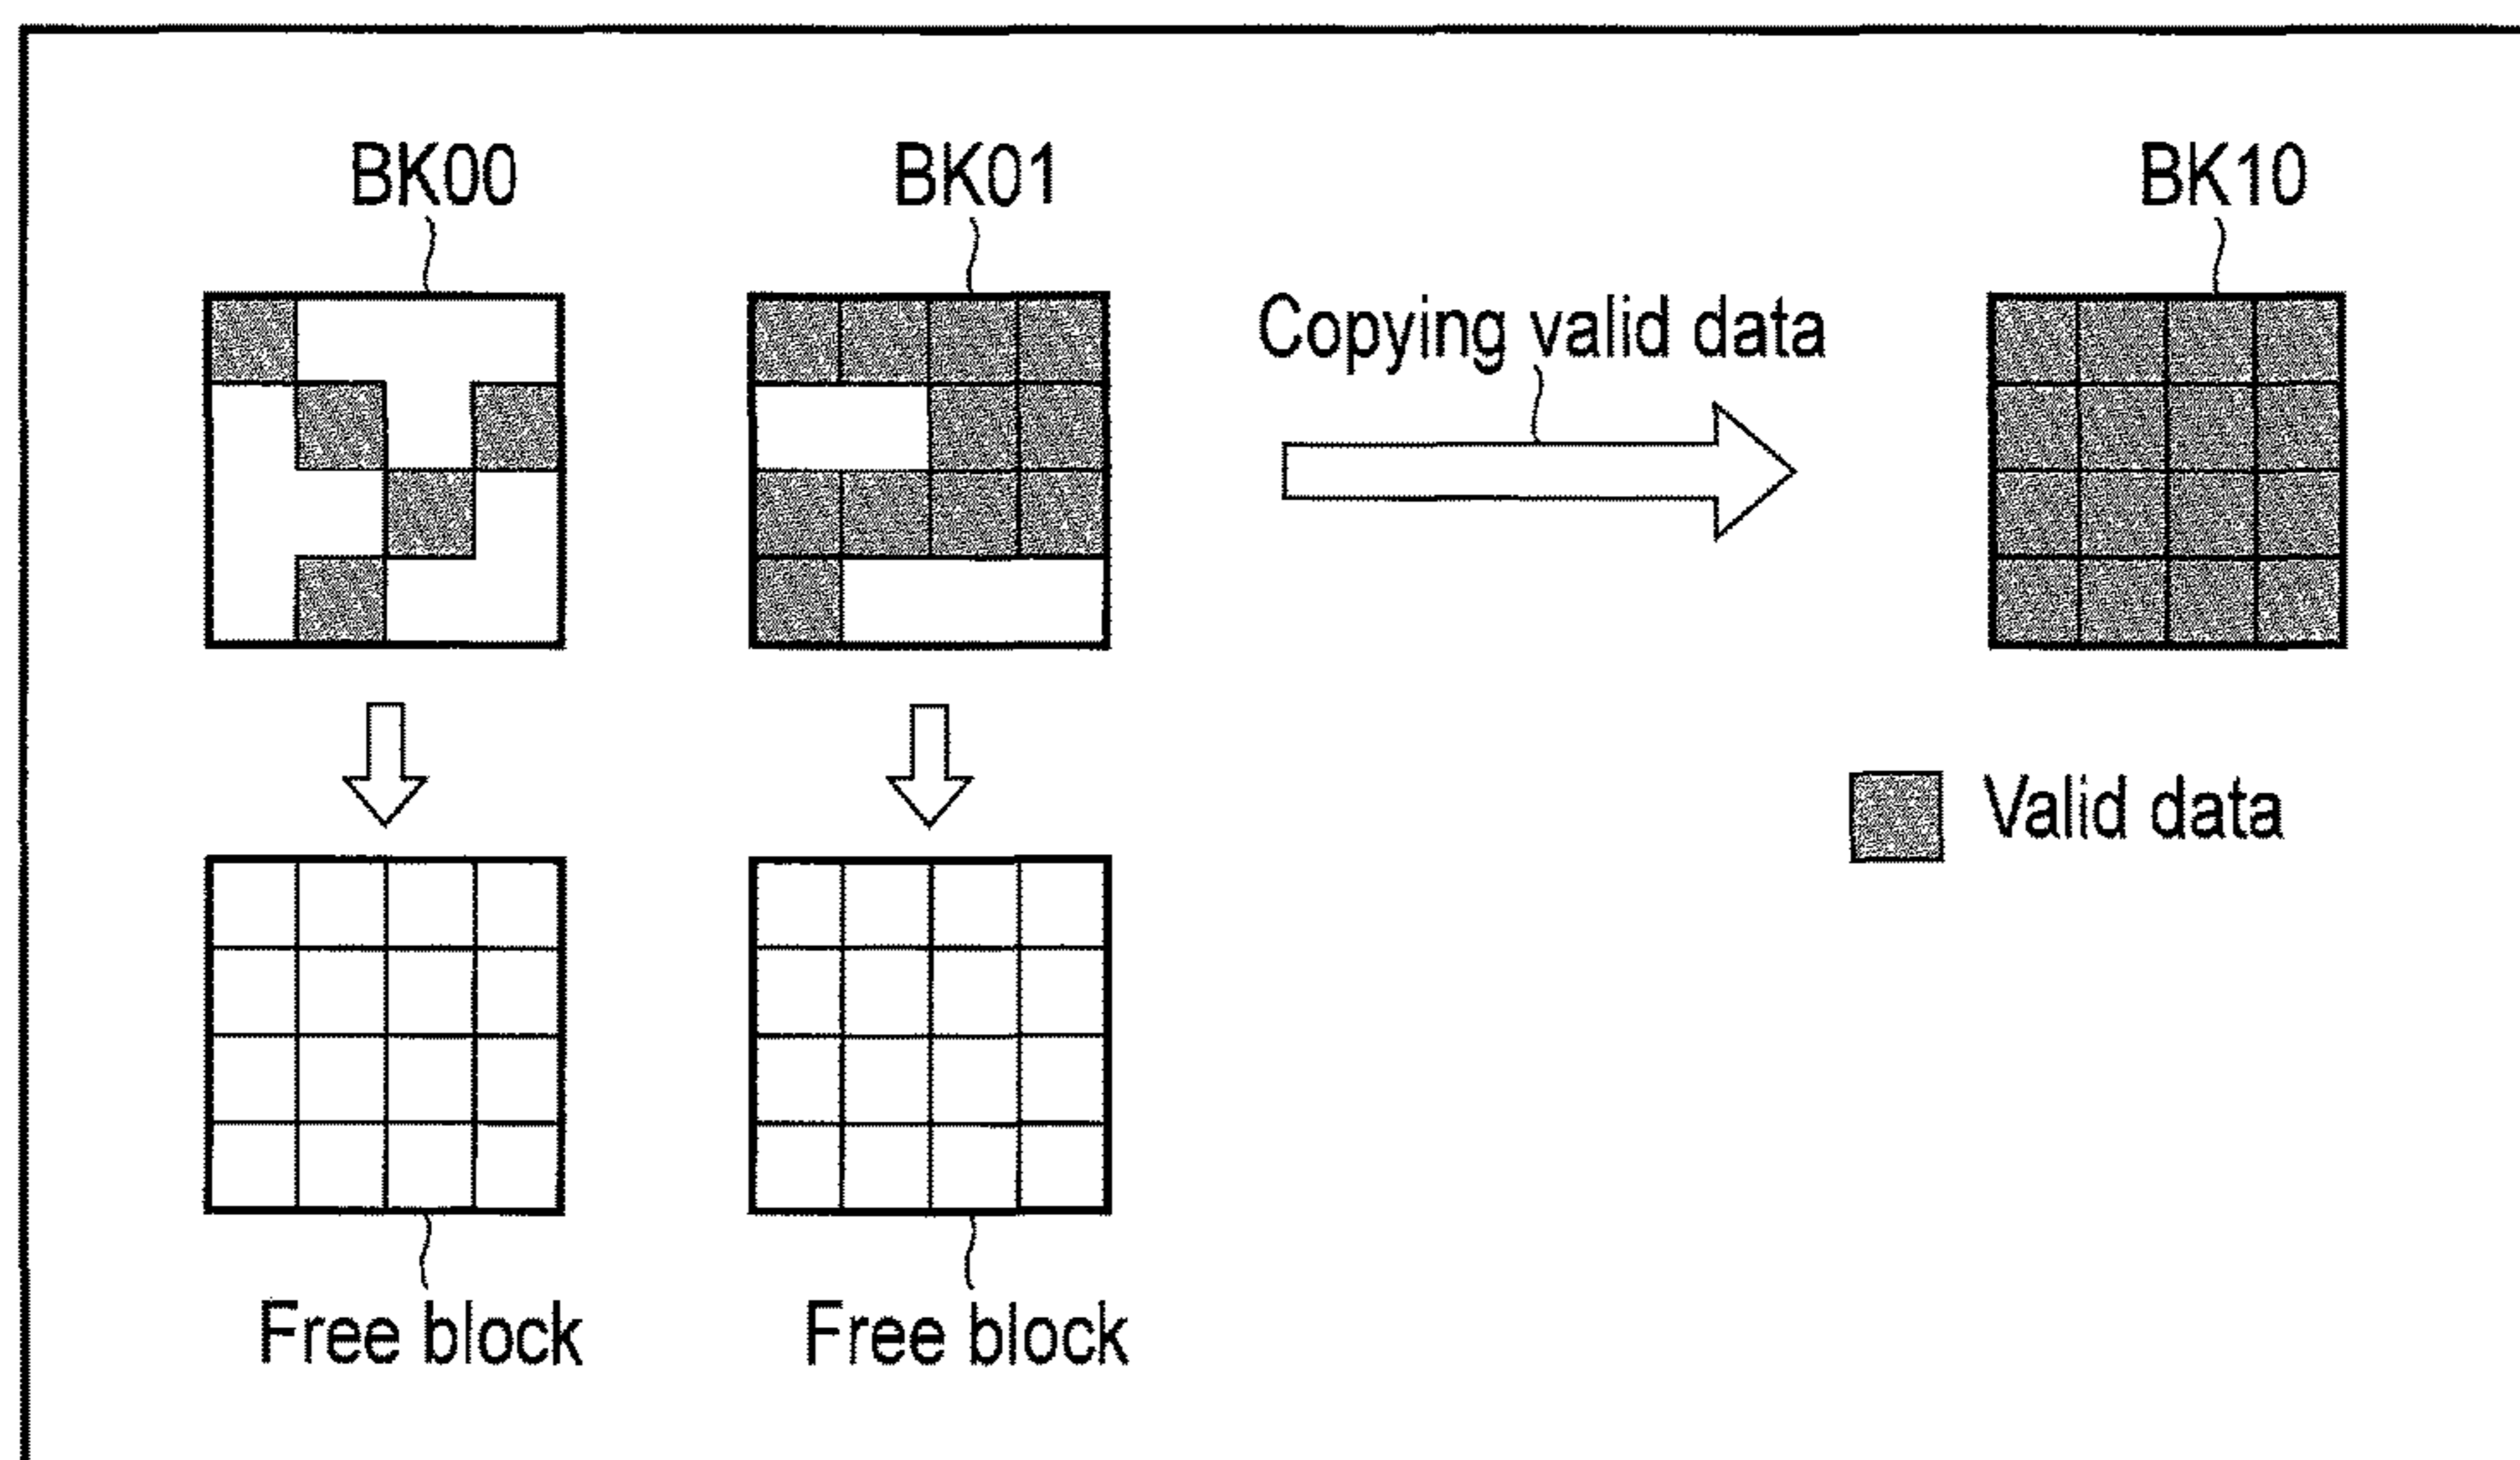 BK00
BK01
BK10
Copying valid data
Valid data
Free block
Free block